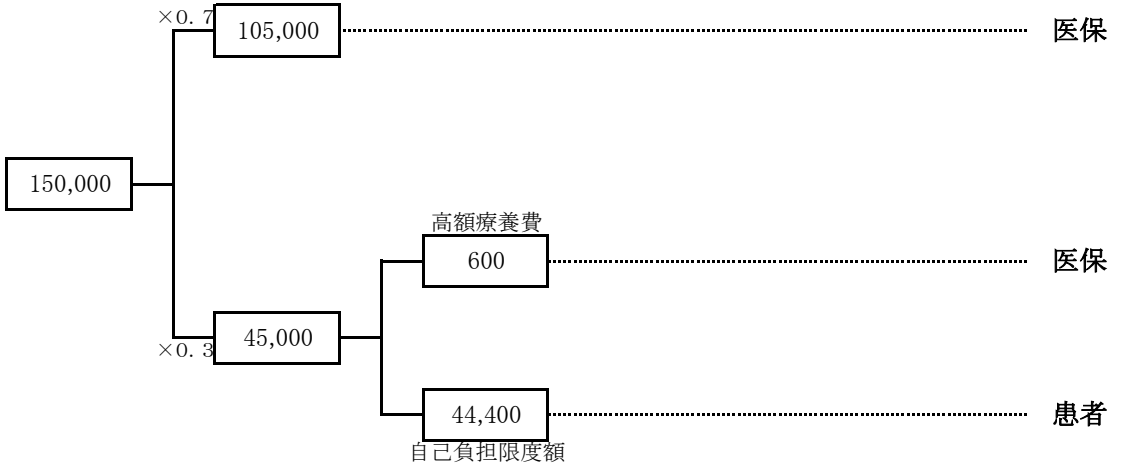 ×0.7
105,000 医保
150,000
高額療養費
600 医保
45,000
×0.3
44,400 患者
自己負担限度額